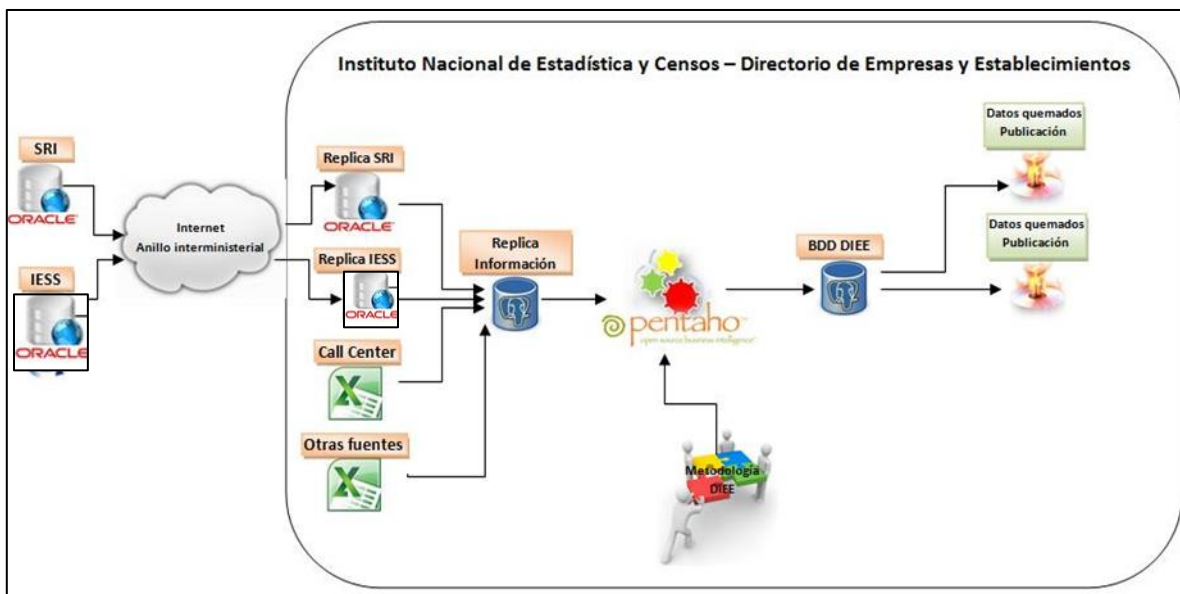 Instituto Nacional de Estadística y Censos – Directorio de Empresas y Establecimientos
SRI
ORACLE
IESS
ORACLE
Internet
Anillo interministerial
Replica SRI
ORACLE
Replica IESS
ORACLE
Call Center
Otras fuentes
Replica
Información
pentaho™
open source business intelligence
Metodología
DIEE
BDD DIEE
Datos quemados
Publicación
Datos quemados
Publicación